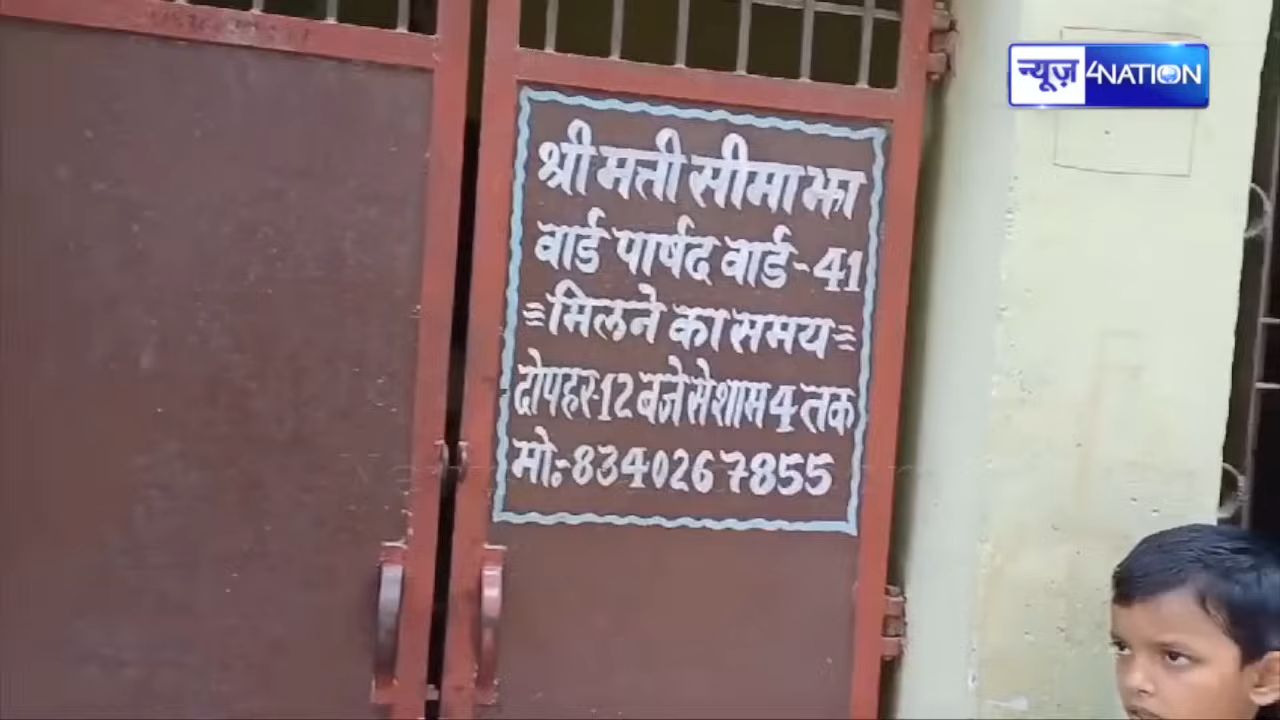 न्यूज़ 4NATION
श्री मती सीमा झा
वार्ड पार्षद वार्ड-41
मिलने का समय
दोपहर-12 बजे से शाम 4 तक
मो:-8340267855